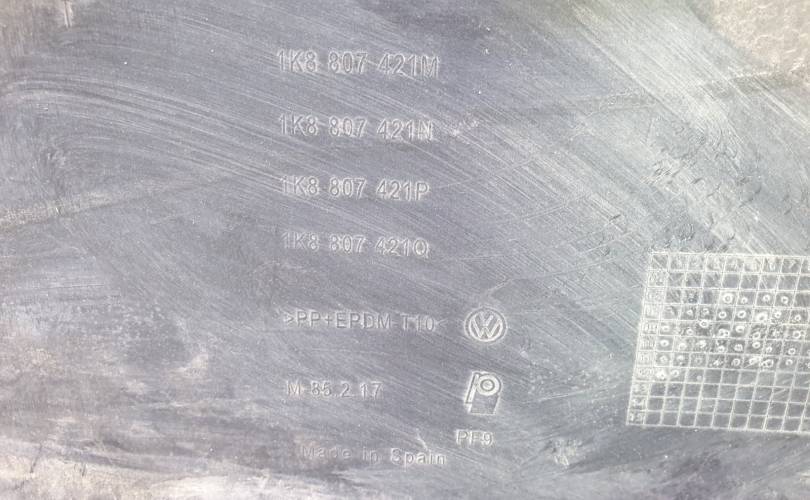 1K8 807 421M
1K8 807 421N
1K8 807 421P
1K8 807 421Q
>PP+EPDM-T10<
M-85.2.17
PF9
Made in Spain